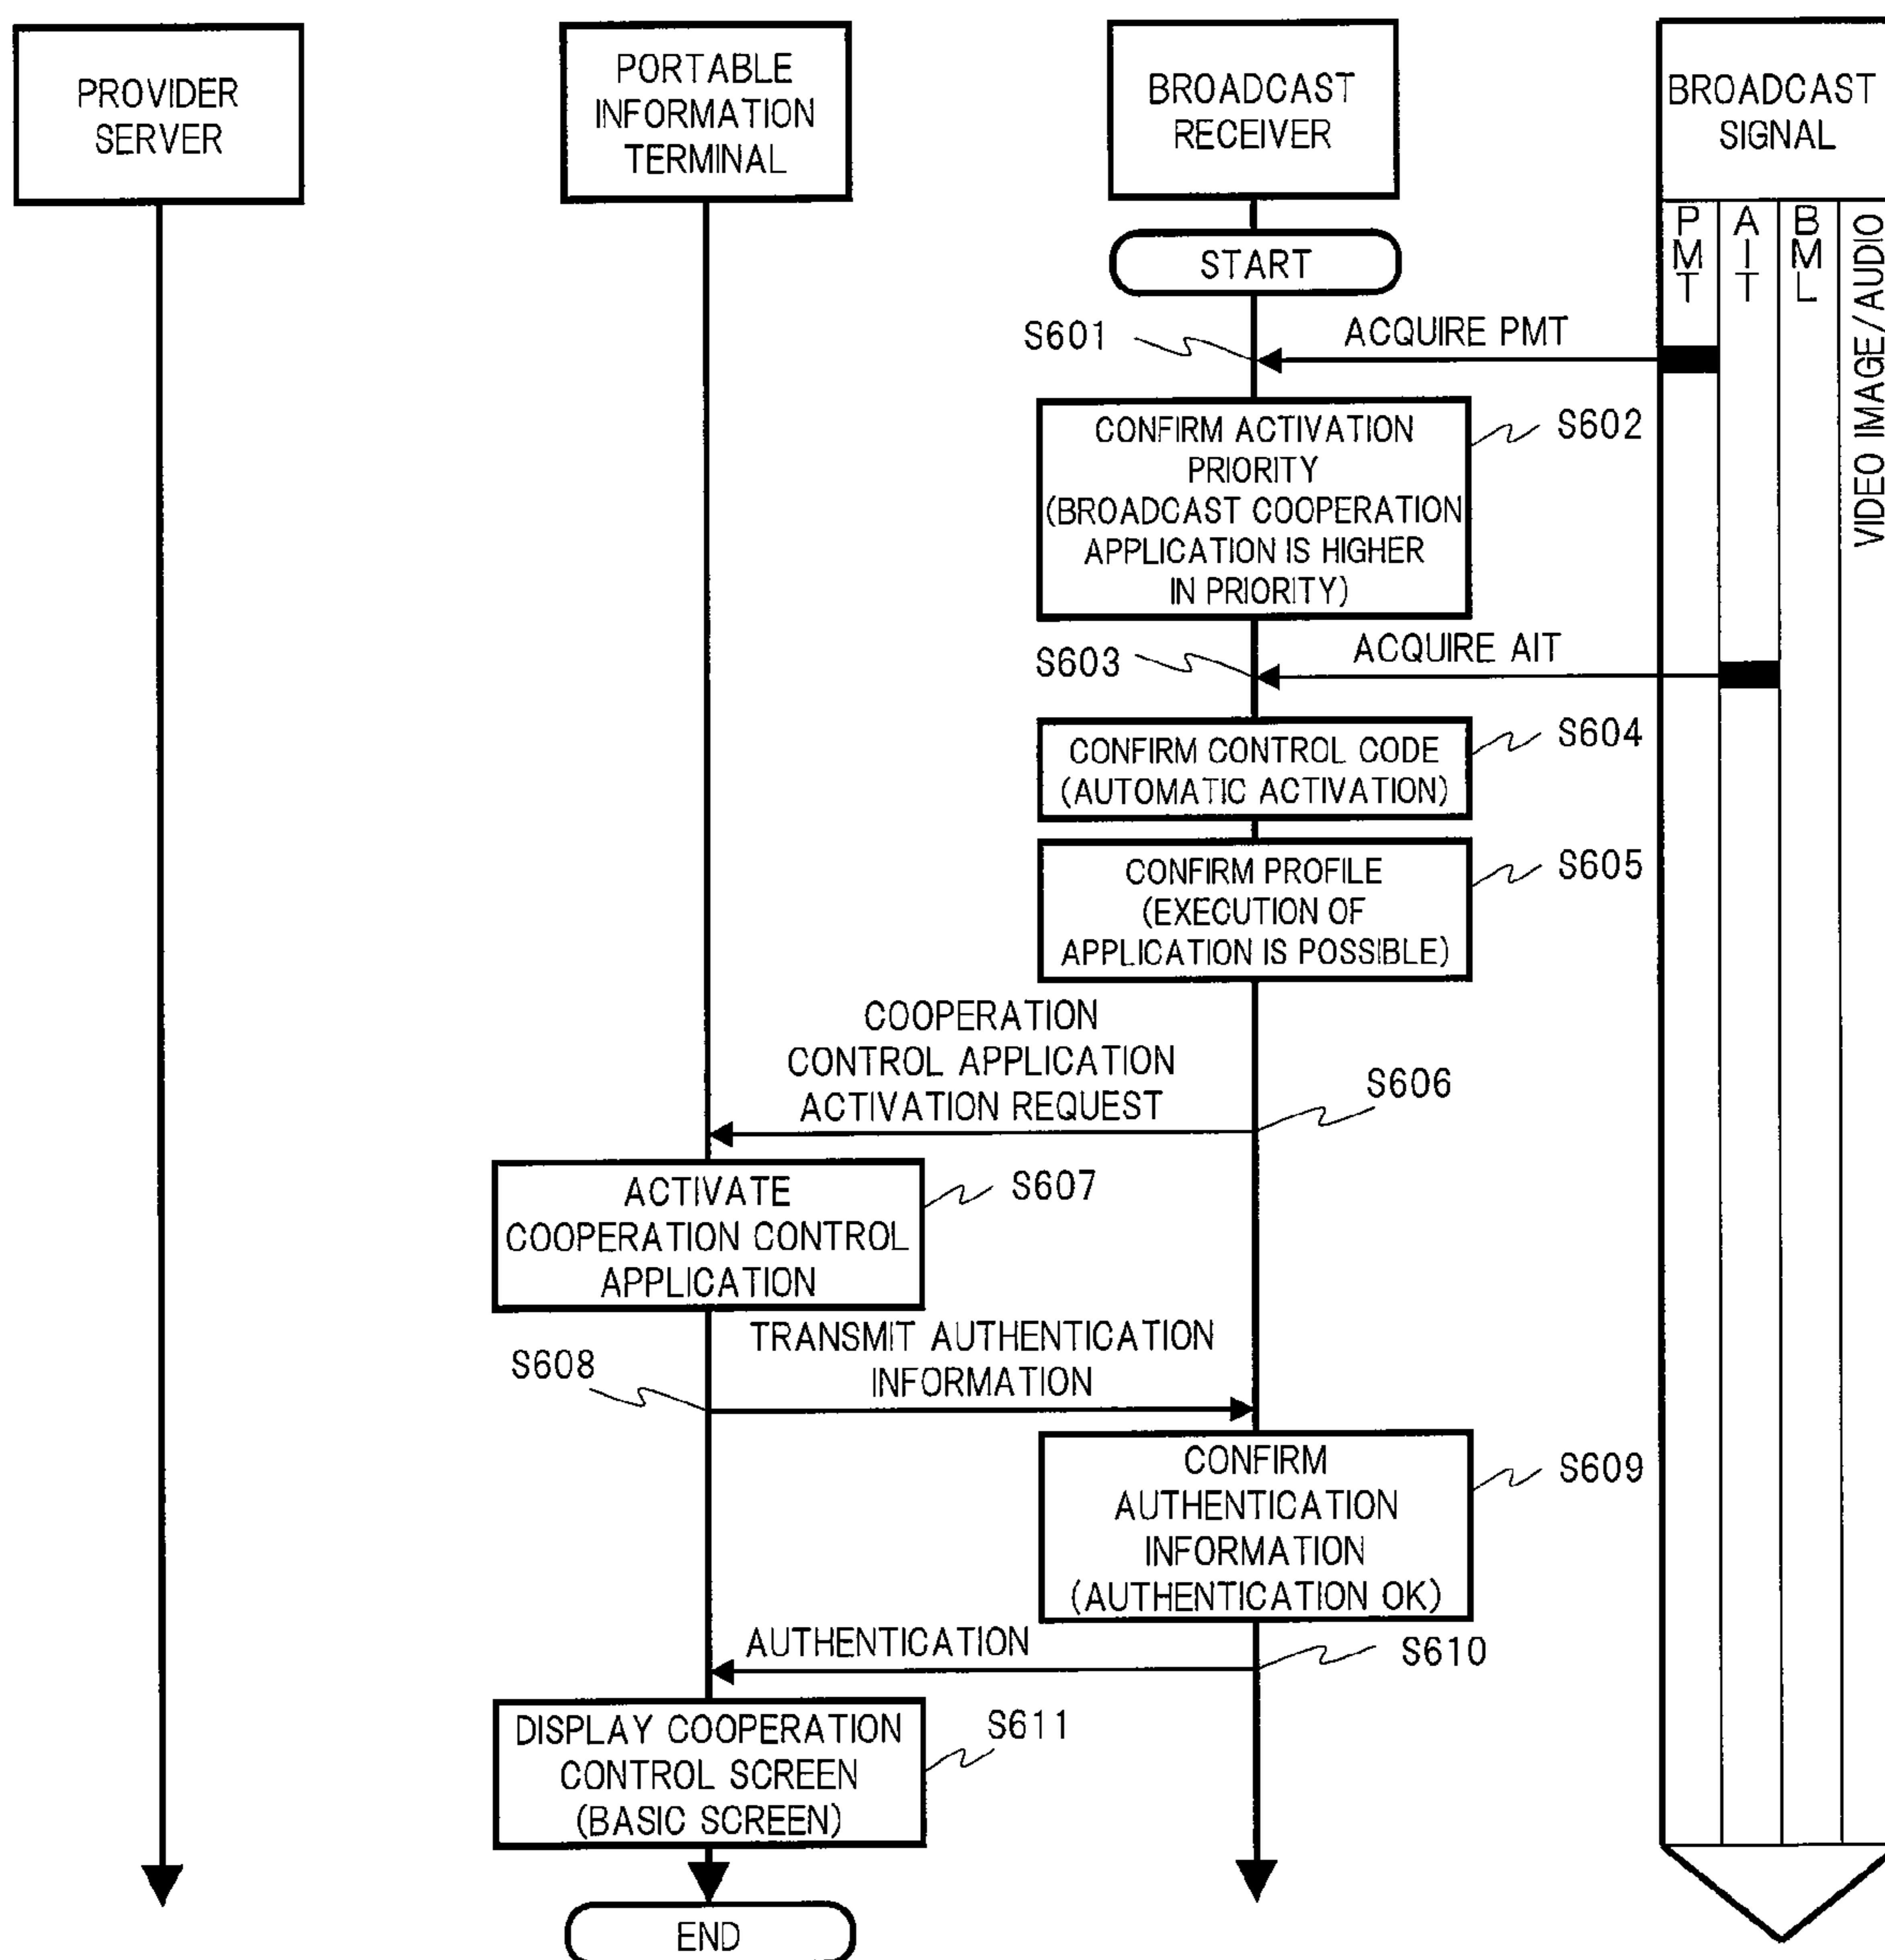 PROVIDER
SERVER
PORTABLE
INFORMATION
TERMINAL
BROADCAST
RECEIVER
BROADCAST
SIGNAL
PMT
AIT
BML
VIDEO IMAGE/AUDIO
START
S601
ACQUIRE PMT
CONFIRM ACTIVATION
PRIORITY
(BROADCAST COOPERATION
APPLICATION IS HIGHER
IN PRIORITY)
S602
S603
ACQUIRE AIT
CONFIRM CONTROL CODE
(AUTOMATIC ACTIVATION)
S604
CONFIRM PROFILE
(EXECUTION OF
APPLICATION IS POSSIBLE)
S605
COOPERATION
CONTROL APPLICATION
ACTIVATION REQUEST
S606
ACTIVATE
COOPERATION CONTROL
APPLICATION
S607
TRANSMIT AUTHENTICATION
INFORMATION
S608
CONFIRM
AUTHENTICATION
INFORMATION
(AUTHENTICATION OK)
S609
AUTHENTICATION
S610
DISPLAY COOPERATION
CONTROL SCREEN
(BASIC SCREEN)
S611
END